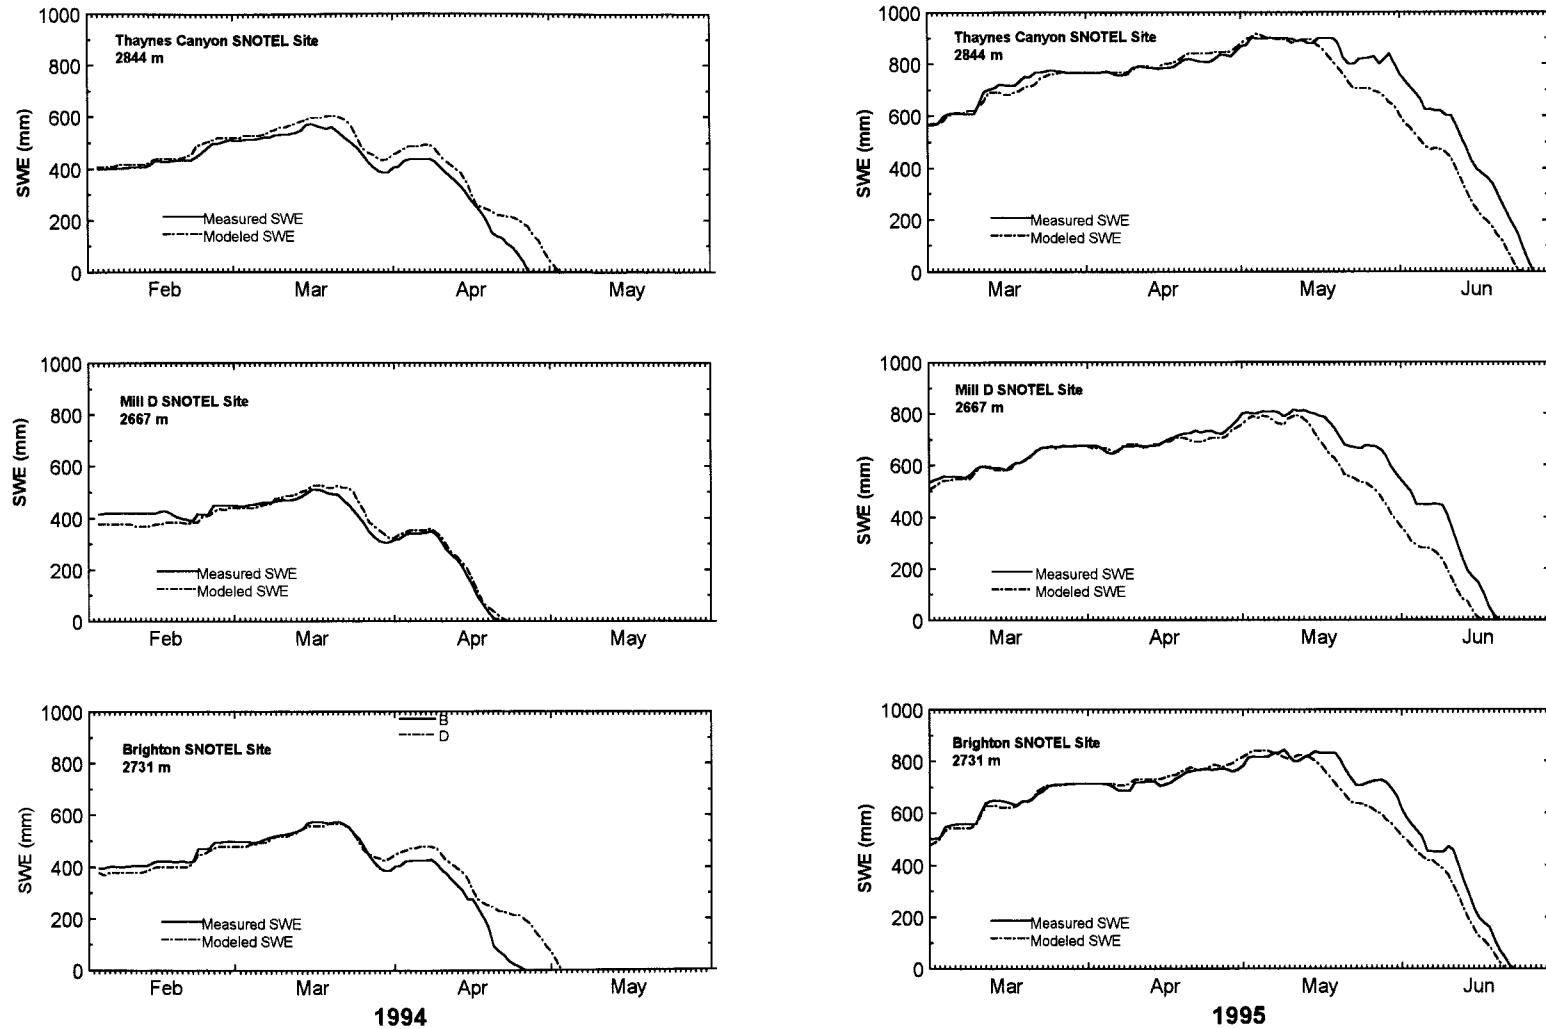 1000
800
600
400
200
0
SWE (mm)
Thaynes Canyon SNOTEL Site
2844 m
Measured SWE
Modeled SWE
Feb Mar Apr May
1000
800
600
400
200
0
SWE (mm)
Thaynes Canyon SNOTEL Site
2844 m
Measured SWE
Modeled SWE
Mar Apr May Jun
1000
800
600
400
200
0
SWE (mm)
Mill D SNOTEL Site
2667 m
Measured SWE
Modeled SWE
Feb Mar Apr May
1000
800
600
400
200
0
SWE (mm)
Mill D SNOTEL Site
2667 m
Measured SWE
Modeled SWE
Mar Apr May Jun
1000
800
600
400
200
0
SWE (mm)
B
D
Brighton SNOTEL Site
2731 m
Measured SWE
Modeled SWE
Feb Mar Apr May
1994
1000
800
600
400
200
0
SWE (mm)
Brighton SNOTEL Site
2731 m
Measured SWE
Modeled SWE
Mar Apr May Jun
1995